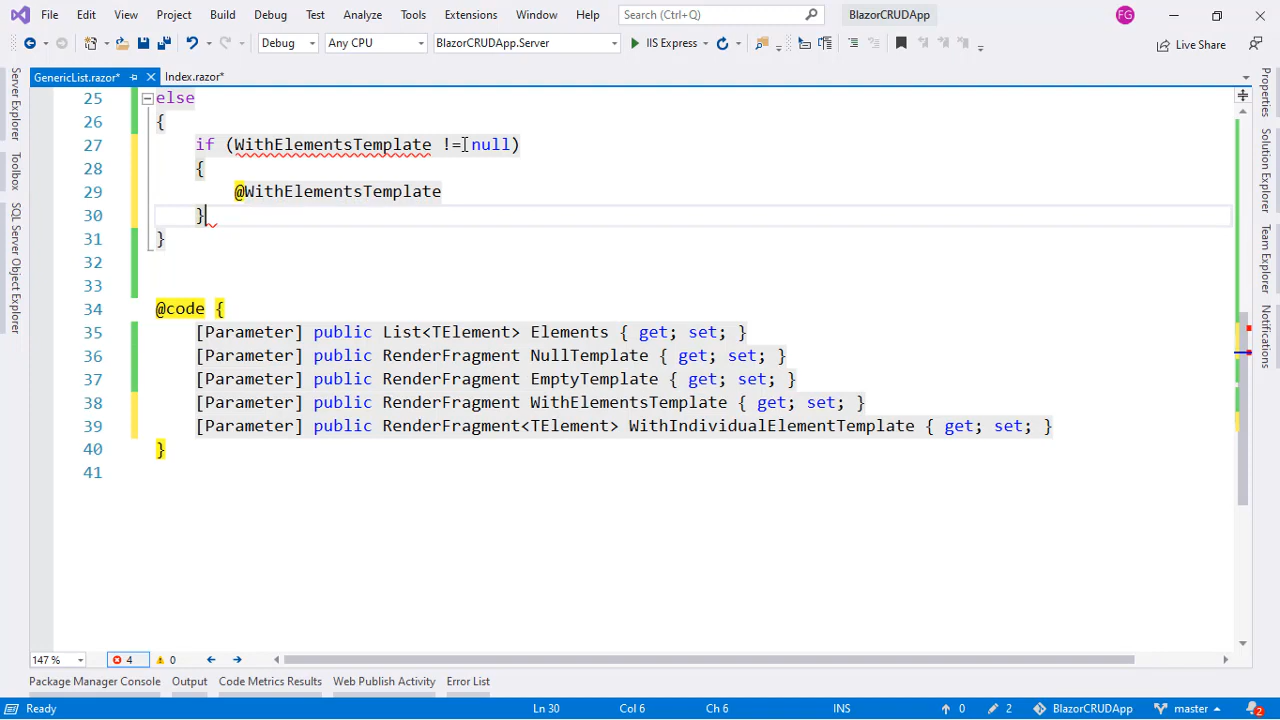 File Edit View Project Build Debug Test Analyze Tools Extensions Window Help Search (Ctrl+Q) BlazorCRUDApp FG
Debug Any CPU BlazorCRUDApp.Server IIS Express Live Share
GenericList.razor* Index.razor*
Server Explorer
Toolbox
SQL Server Object Explorer
25 else
26 {
27 if (WithElementsTemplate != null)
28 {
29 @WithElementsTemplate
30 }
31 }
32
33
34 @code {
35 [Parameter] public List<TElement> Elements { get; set; }
36 [Parameter] public RenderFragment NullTemplate { get; set; }
37 [Parameter] public RenderFragment EmptyTemplate { get; set; }
38 [Parameter] public RenderFragment WithElementsTemplate { get; set; }
39 [Parameter] public RenderFragment<TElement> WithIndividualElementTemplate { get; set; }
40 }
41
Properties
Solution Explorer
Team Explorer
Notifications
147 % 4 0
Package Manager Console Output Code Metrics Results Web Publish Activity Error List
Ready Ln 30 Col 6 Ch 6 INS 0 2 BlazorCRUDApp master 2